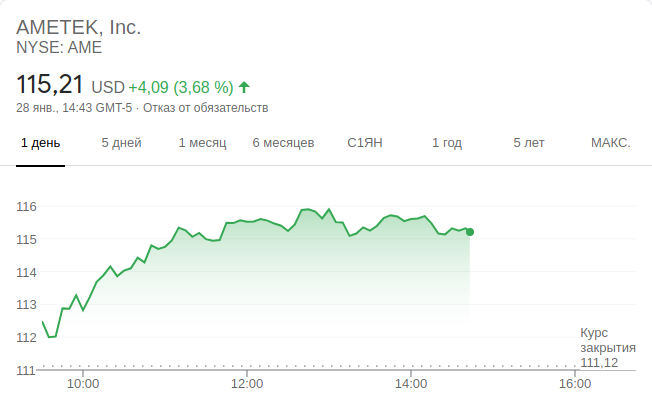 AMETEK, Inc.
NYSE: AME
115,21 USD +4,09 (3,68 %)
28 янв., 14:43 GMT-5 · Отказ от обязательств
1 день 5 дней 1 месяц 6 месяцев С1ЯН 1 год 5 лет МАКС.
116
115
114
113
112
111
Курс
закрытия
111,12
10:00 12:00 14:00 16:00